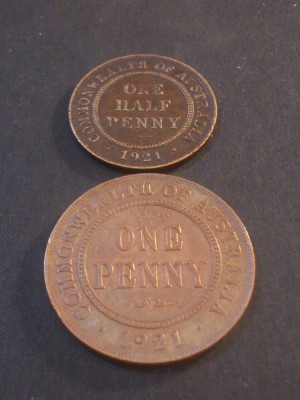 COMMONWEALTH OF AUSTRALIA
ONE
HALF
PENNY
· 1921 ·
COMMONWEALTH OF AUSTRALIA
ONE
PENNY
· 1921 ·